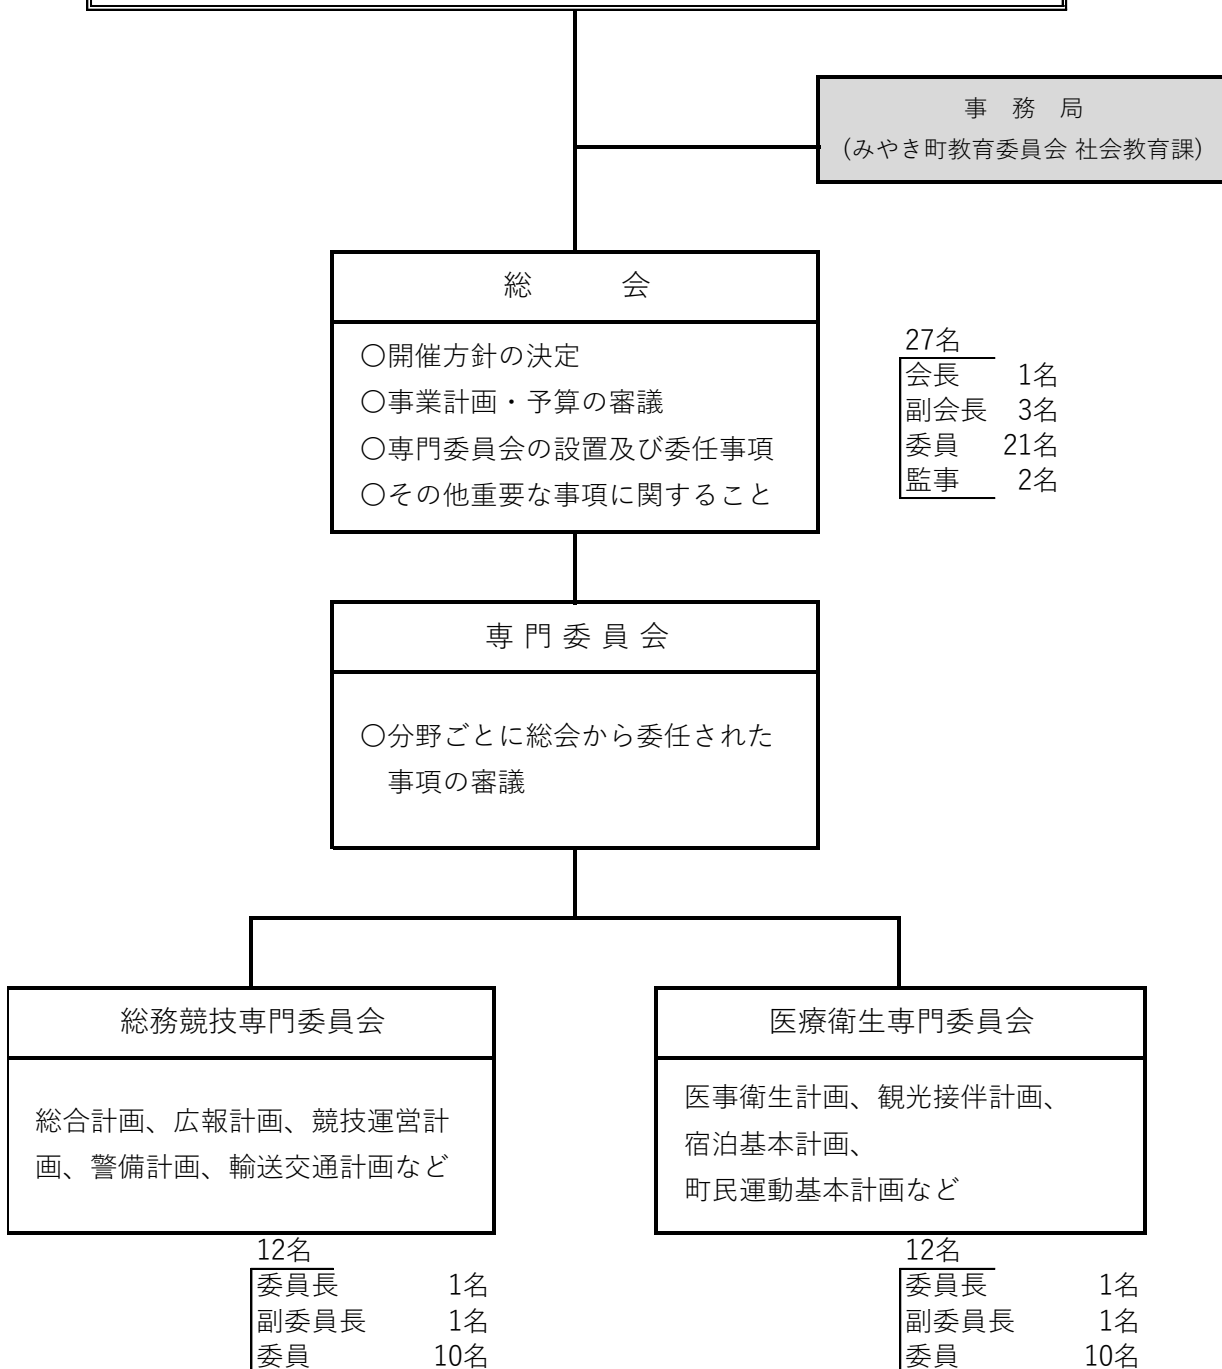 事　務　局
(みやき町教育委員会 社会教育課)
総　　　会
〇開催方針の決定
〇事業計画・予算の審議
〇専門委員会の設置及び委任事項
〇その他重要な事項に関すること
27名
会長　1名
副会長　3名
委員　21名
監事　2名
専 門 委 員 会
〇分野ごとに総会から委任された
事項の審議
総務競技専門委員会
総合計画、広報計画、競技運営計
画、警備計画、輸送交通計画など
12名
委員長　1名
副委員長　1名
委員　10名
医療衛生専門委員会
医事衛生計画、観光接伴計画、
宿泊基本計画、
町民運動基本計画など
12名
委員長　1名
副委員長　1名
委員　10名